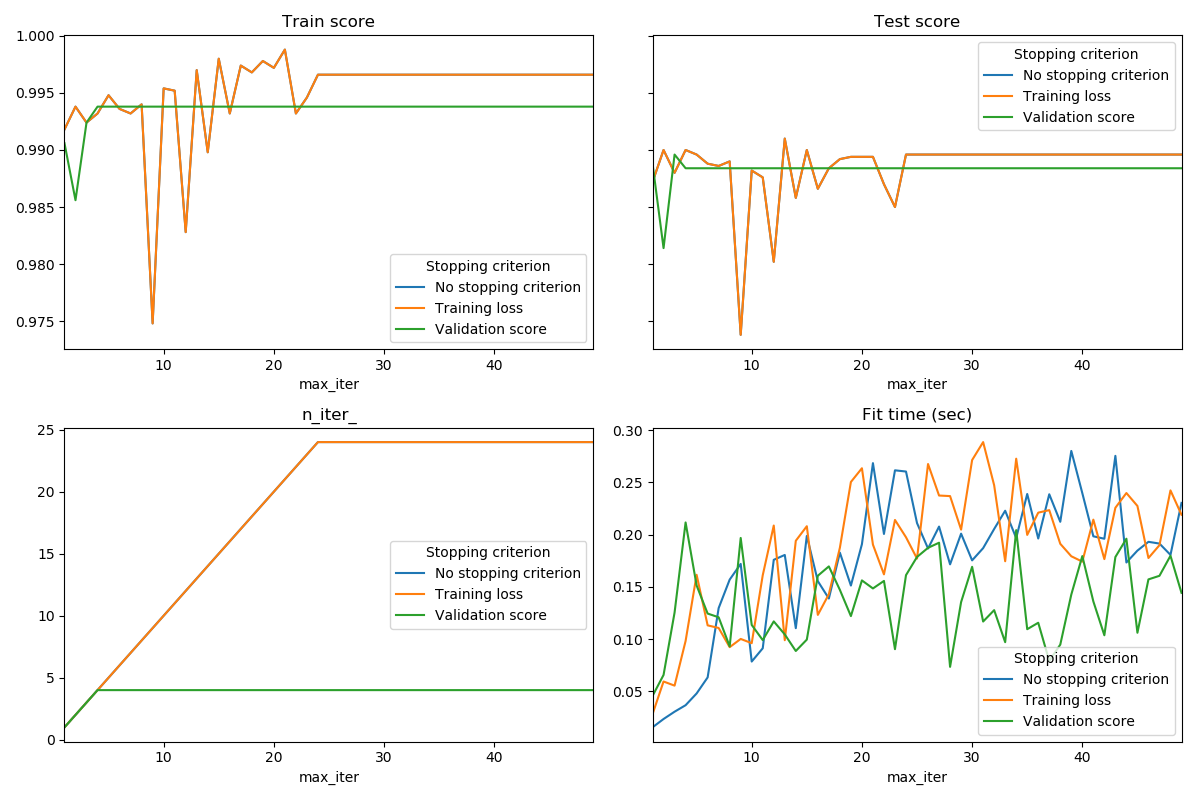 Train score
1.000
0.995
0.990
0.985
0.980
0.975
Stopping criterion
No stopping criterion
Training loss
Validation score
10
20
30
40
max_iter
Test score
Stopping criterion
No stopping criterion
Training loss
Validation score
10
20
30
40
max_iter
n_iter_
25
20
15
10
5
0
Stopping criterion
No stopping criterion
Training loss
Validation score
10
20
30
40
max_iter
Fit time (sec)
0.30
0.25
0.20
0.15
0.10
0.05
Stopping criterion
No stopping criterion
Training loss
Validation score
10
20
30
40
max_iter